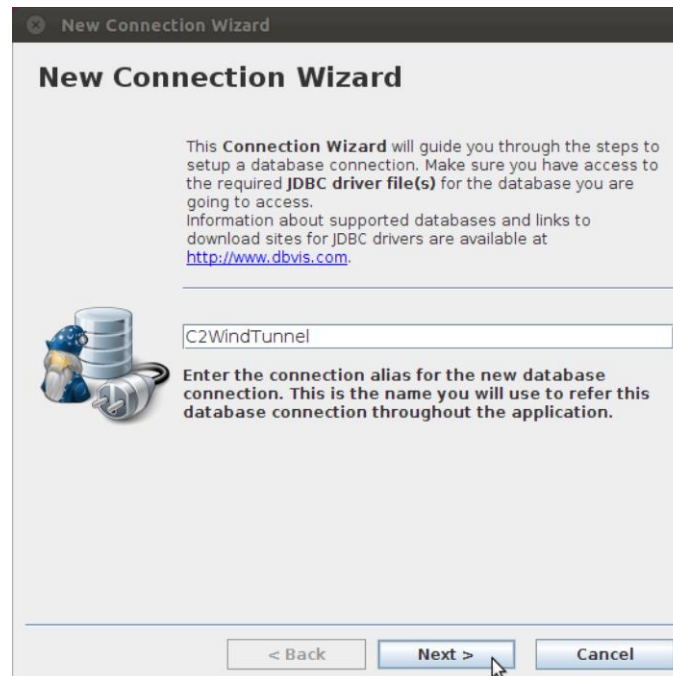 New Connection Wizard
New Connection Wizard
This Connection Wizard will guide you through the steps to
setup a database connection. Make sure you have access to
the required JDBC driver file(s) for the database you are
going to access.
Information about supported databases and links to
download sites for JDBC drivers are available at
http://www.dbvis.com.
C2WindTunnel
Enter the connection alias for the new database
connection. This is the name you will use to refer this
database connection throughout the application.
< Back Next > Cancel